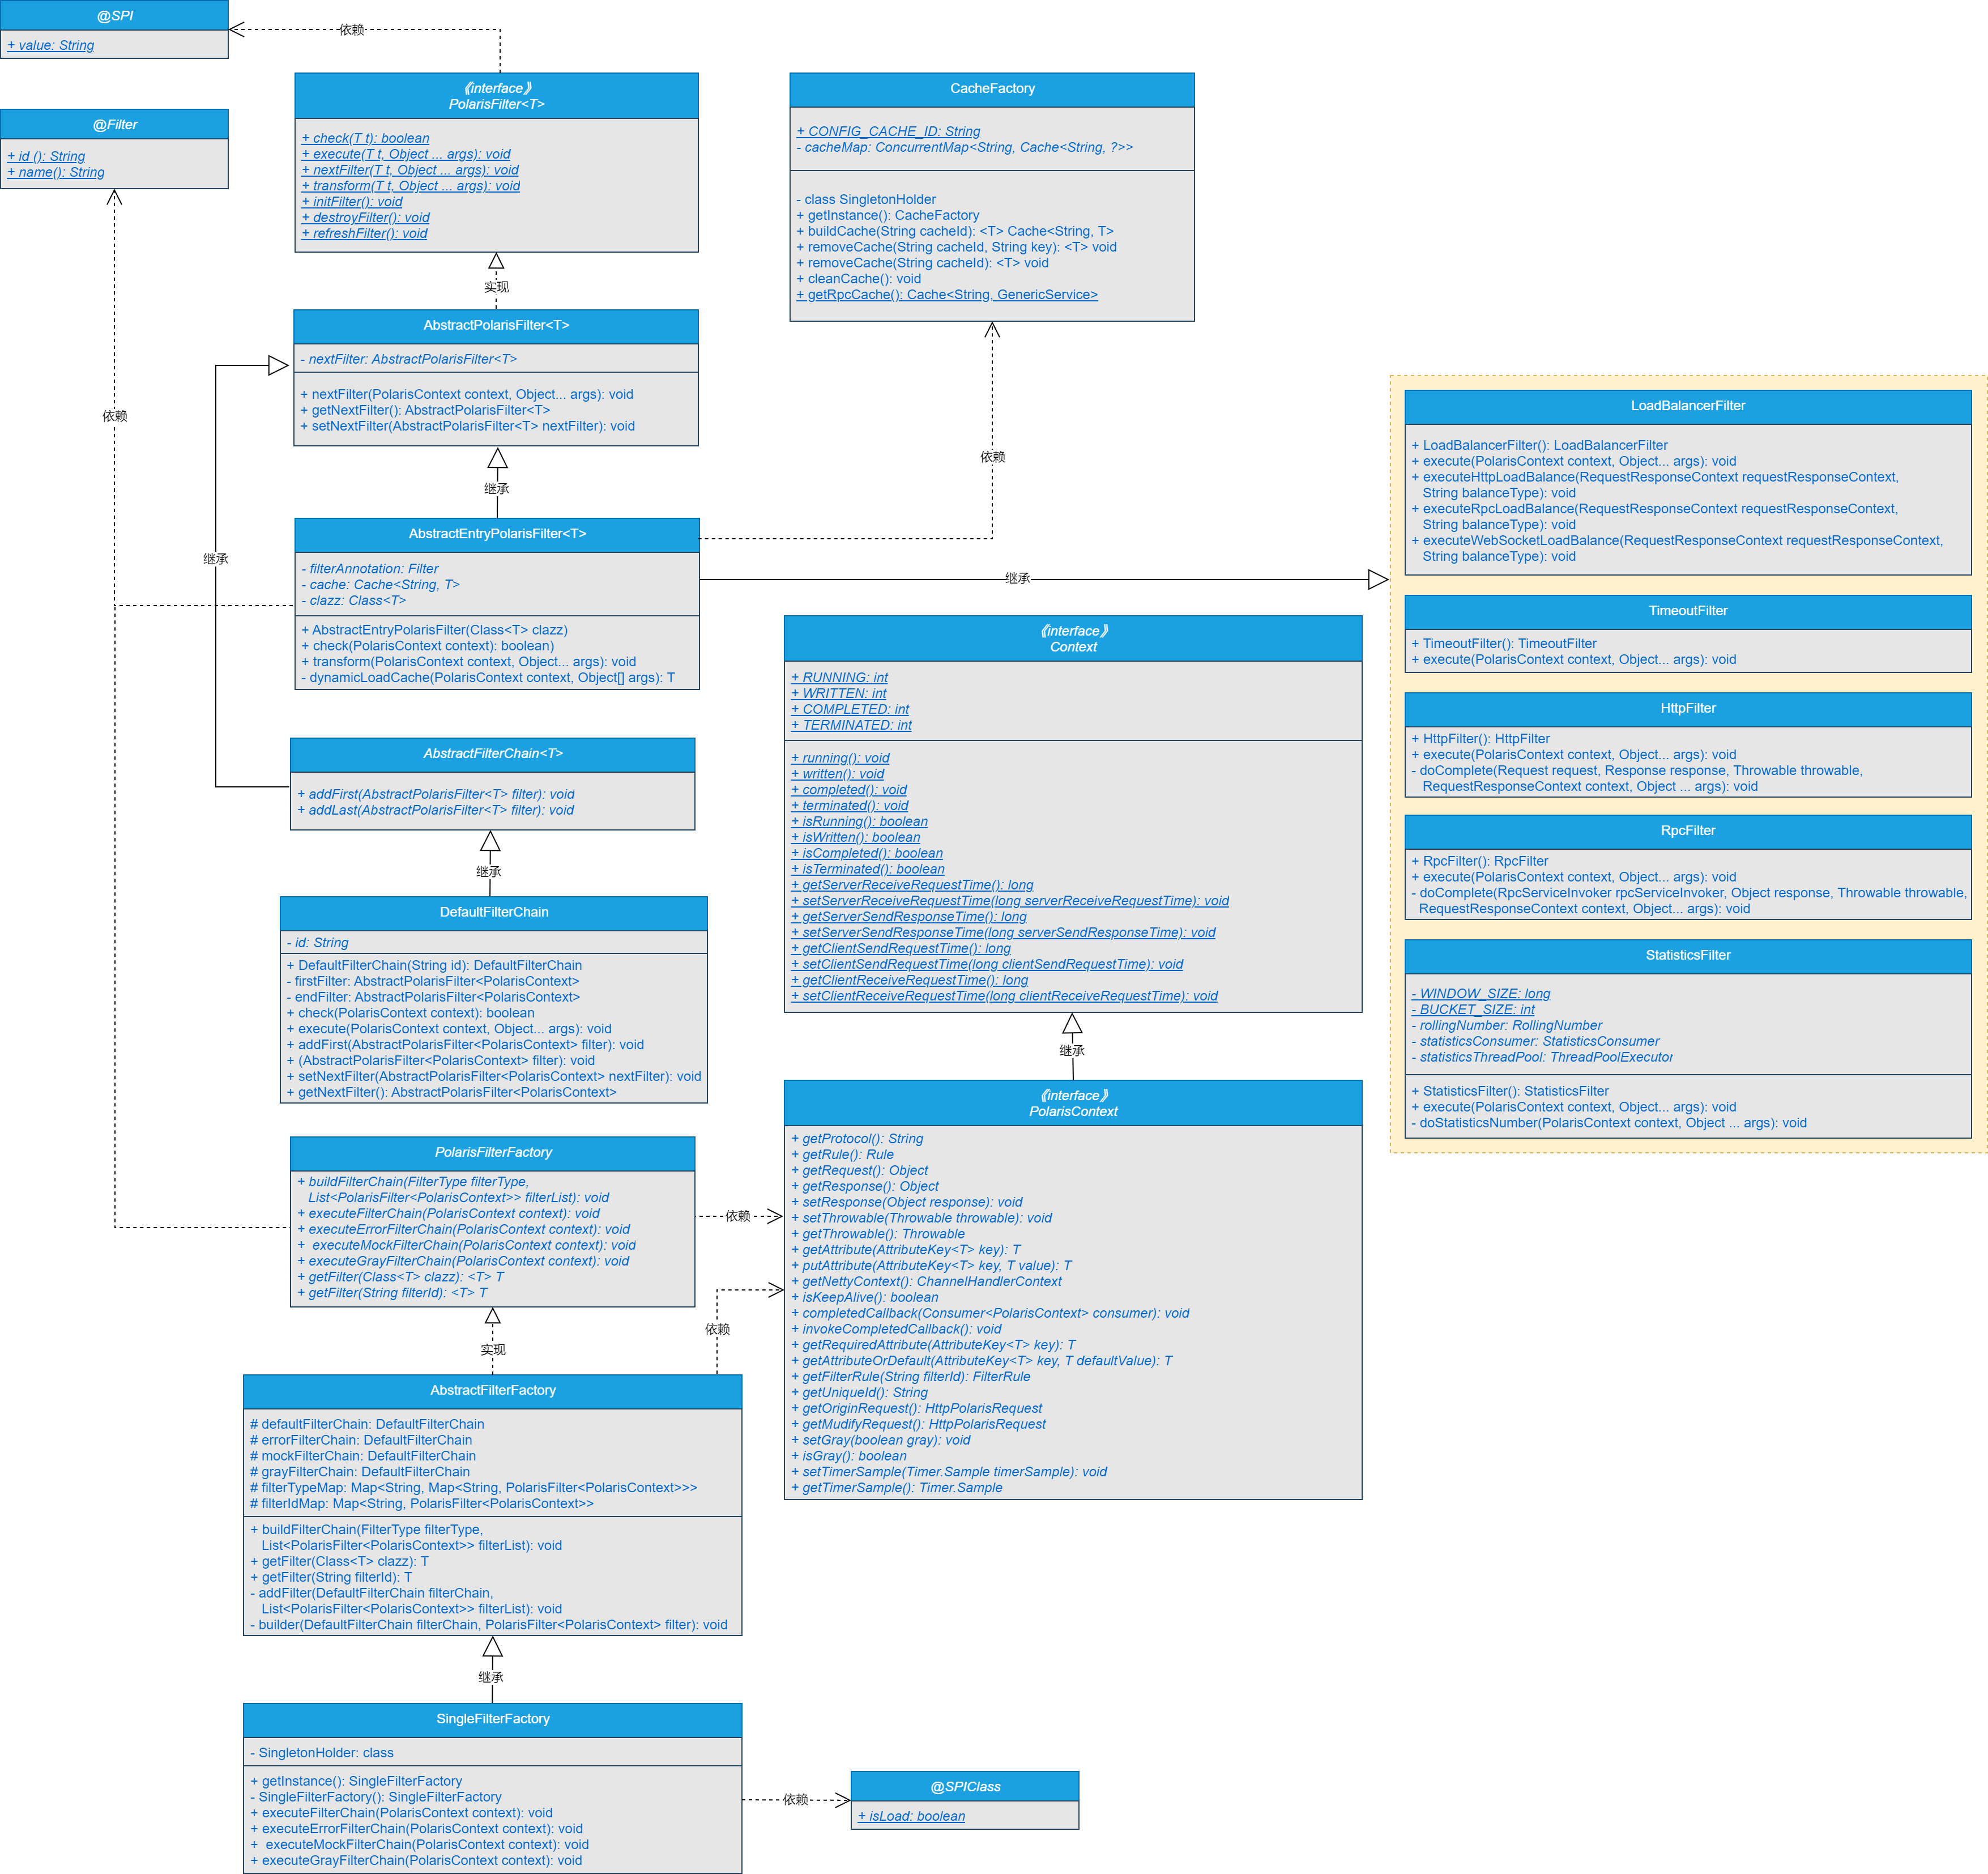 @SPI
+ value: String
依赖
@Filter
+ id (): String
+ name(): String
《interface》
PolarisFilter<T>
+ check(T t): boolean
+ execute(T t, Object ... args): void
+ nextFilter(T t, Object ... args): void
+ transform(T t, Object ... args): void
+ initFilter(): void
+ destroyFilter(): void
+ refreshFilter(): void
CacheFactory
+ CONFIG_CACHE_ID: String
- cacheMap: ConcurrentMap<String, Cache<String, ?>>
- class SingletonHolder
+ getInstance(): CacheFactory
+ buildCache(String cacheId): <T> Cache<String, T>
+ removeCache(String cacheId, String key): <T> void
+ removeCache(String cacheId): <T> void
+ cleanCache(): void
+ getRpcCache(): Cache<String, GenericService>
实现
AbstractPolarisFilter<T>
- nextFilter: AbstractPolarisFilter<T>
+ nextFilter(PolarisContext context, Object... args): void
+ getNextFilter(): AbstractPolarisFilter<T>
+ setNextFilter(AbstractPolarisFilter<T> nextFilter): void
依赖
依赖
继承
继承
AbstractEntryPolarisFilter<T>
- filterAnnotation: Filter
- cache: Cache<String, T>
- clazz: Class<T>
+ AbstractEntryPolarisFilter(Class<T> clazz)
+ check(PolarisContext context): boolean)
+ transform(PolarisContext context, Object... args): void
- dynamicLoadCache(PolarisContext context, Object[] args): T
继承
LoadBalancerFilter
+ LoadBalancerFilter(): LoadBalancerFilter
+ execute(PolarisContext context, Object... args): void
+ executeHttpLoadBalance(RequestResponseContext requestResponseContext,
String balanceType): void
+ executeRpcLoadBalance(RequestResponseContext requestResponseContext,
String balanceType): void
+ executeWebSocketLoadBalance(RequestResponseContext requestResponseContext,
String balanceType): void
TimeoutFilter
+ TimeoutFilter(): TimeoutFilter
+ execute(PolarisContext context, Object... args): void
HttpFilter
+ HttpFilter(): HttpFilter
+ execute(PolarisContext context, Object... args): void
- doComplete(Request request, Response response, Throwable throwable,
RequestResponseContext context, Object ... args): void
RpcFilter
+ RpcFilter(): RpcFilter
+ execute(PolarisContext context, Object... args): void
- doComplete(RpcServiceInvoker rpcServiceInvoker, Object response, Throwable throwable,
RequestResponseContext context, Object... args): void
StatisticsFilter
- WINDOW_SIZE: long
- BUCKET_SIZE: int
- rollingNumber: RollingNumber
- statisticsConsumer: StatisticsConsumer
- statisticsThreadPool: ThreadPoolExecutor
+ StatisticsFilter(): StatisticsFilter
+ execute(PolarisContext context, Object... args): void
- doStatisticsNumber(PolarisContext context, Object ... args): void
《interface》
Context
+ RUNNING: int
+ WRITTEN: int
+ COMPLETED: int
+ TERMINATED: int
+ running(): void
+ written(): void
+ completed(): void
+ terminated(): void
+ isRunning(): boolean
+ isWritten(): boolean
+ isCompleted(): boolean
+ isTerminated(): boolean
+ getServerReceiveRequestTime(): long
+ setServerReceiveRequestTime(long serverReceiveRequestTime): void
+ getServerSendResponseTime(): long
+ setServerSendResponseTime(long serverSendResponseTime): void
+ getClientSendRequestTime(): long
+ setClientSendRequestTime(long clientSendRequestTime): void
+ getClientReceiveRequestTime(): long
+ setClientReceiveRequestTime(long clientReceiveRequestTime): void
AbstractFilterChain<T>
+ addFirst(AbstractPolarisFilter<T> filter): void
+ addLast(AbstractPolarisFilter<T> filter): void
继承
DefaultFilterChain
- id: String
+ DefaultFilterChain(String id): DefaultFilterChain
- firstFilter: AbstractPolarisFilter<PolarisContext>
- endFilter: AbstractPolarisFilter<PolarisContext>
+ check(PolarisContext context): boolean
+ execute(PolarisContext context, Object... args): void
+ addFirst(AbstractPolarisFilter<PolarisContext> filter): void
+ (AbstractPolarisFilter<PolarisContext> filter): void
+ setNextFilter(AbstractPolarisFilter<PolarisContext> nextFilter): void
+ getNextFilter(): AbstractPolarisFilter<PolarisContext>
继承
《interface》
PolarisContext
+ getProtocol(): String
+ getRule(): Rule
+ getRequest(): Object
+ getResponse(): Object
+ setResponse(Object response): void
+ setThrowable(Throwable throwable): void
+ getThrowable(): Throwable
+ getAttribute(AttributeKey<T> key): T
+ putAttribute(AttributeKey<T> key, T value): T
+ getNettyContext(): ChannelHandlerContext
+ isKeepAlive(): boolean
+ completedCallback(Consumer<PolarisContext> consumer): void
+ invokeCompletedCallback(): void
+ getRequiredAttribute(AttributeKey<T> key): T
+ getAttributeOrDefault(AttributeKey<T> key, T defaultValue): T
+ getFilterRule(String filterId): FilterRule
+ getUniqueId(): String
+ getOriginRequest(): HttpPolarisRequest
+ getMudifyRequest(): HttpPolarisRequest
+ setGray(boolean gray): void
+ isGray(): boolean
+ setTimerSample(Timer.Sample timerSample): void
+ getTimerSample(): Timer.Sample
PolarisFilterFactory
+ buildFilterChain(FilterType filterType,
List<PolarisFilter<PolarisContext>> filterList): void
+ executeFilterChain(PolarisContext context): void
+ executeErrorFilterChain(PolarisContext context): void
+  executeMockFilterChain(PolarisContext context): void
+ executeGrayFilterChain(PolarisContext context): void
+ getFilter(Class<T> clazz): <T> T
+ getFilter(String filterId): <T> T
依赖
依赖
实现
AbstractFilterFactory
# defaultFilterChain: DefaultFilterChain
# errorFilterChain: DefaultFilterChain
# mockFilterChain: DefaultFilterChain
# grayFilterChain: DefaultFilterChain
# filterTypeMap: Map<String, Map<String, PolarisFilter<PolarisContext>>>
# filterIdMap: Map<String, PolarisFilter<PolarisContext>>
+ buildFilterChain(FilterType filterType,
List<PolarisFilter<PolarisContext>> filterList): void
+ getFilter(Class<T> clazz): T
+ getFilter(String filterId): T
- addFilter(DefaultFilterChain filterChain,
List<PolarisFilter<PolarisContext>> filterList): void
- builder(DefaultFilterChain filterChain, PolarisFilter<PolarisContext> filter): void
继承
SingleFilterFactory
- SingletonHolder: class
+ getInstance(): SingleFilterFactory
- SingleFilterFactory(): SingleFilterFactory
+ executeFilterChain(PolarisContext context): void
+ executeErrorFilterChain(PolarisContext context): void
+  executeMockFilterChain(PolarisContext context): void
+ executeGrayFilterChain(PolarisContext context): void
依赖
@SPIClass
+ isLoad: boolean